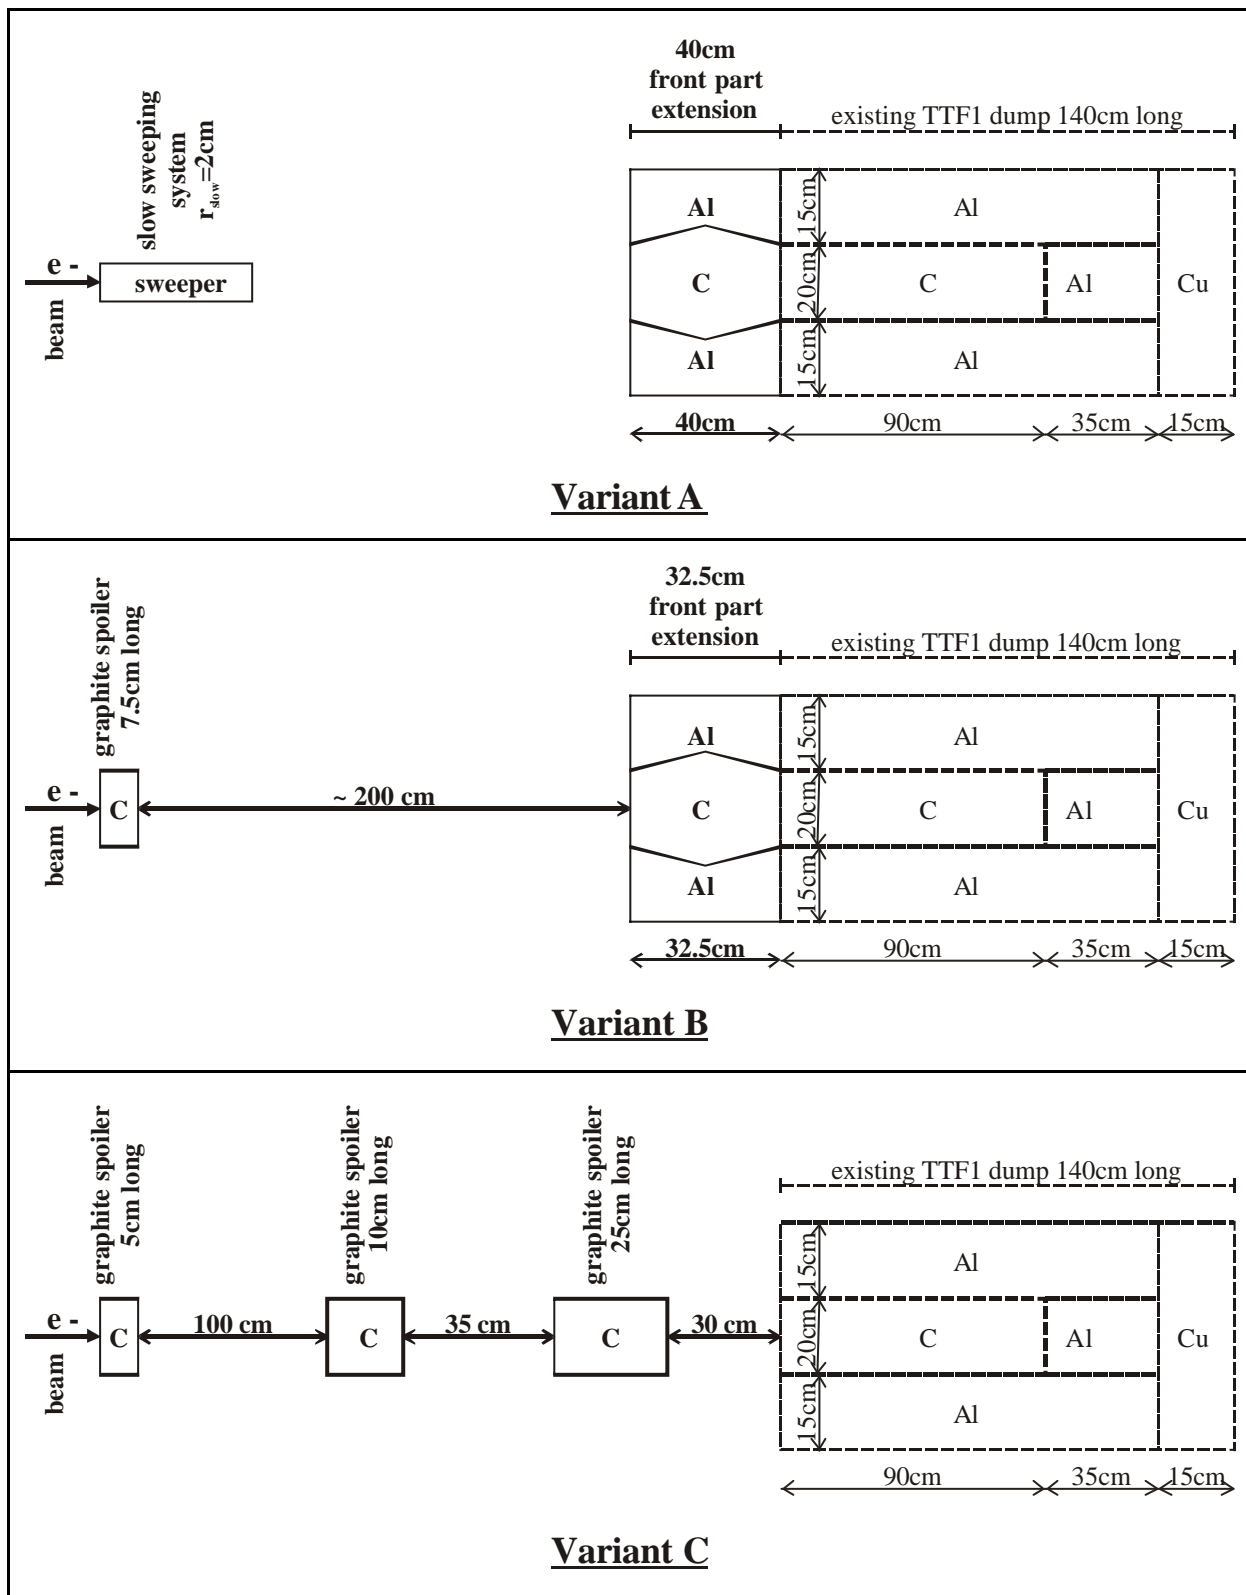 40cm
front part
extension
existing TTF1 dump 140cm long
slow sweeping
system
r_slow=2cm
e -
beam
sweeper
Al
C
Al
15cm
20cm
15cm
Al
C
Al
Cu
Al
40cm
90cm
35cm
15cm
Variant A
32.5cm
front part
extension
existing TTF1 dump 140cm long
graphite spoiler
7.5cm long
e -
beam
C
~ 200 cm
Al
C
Al
15cm
20cm
15cm
Al
C
Al
Cu
Al
32.5cm
90cm
35cm
15cm
Variant B
graphite spoiler
5cm long
graphite spoiler
10cm long
graphite spoiler
25cm long
existing TTF1 dump 140cm long
e -
beam
C
100 cm
C
35 cm
C
30 cm
15cm
20cm
15cm
Al
C
Al
Cu
Al
90cm
35cm
15cm
Variant C